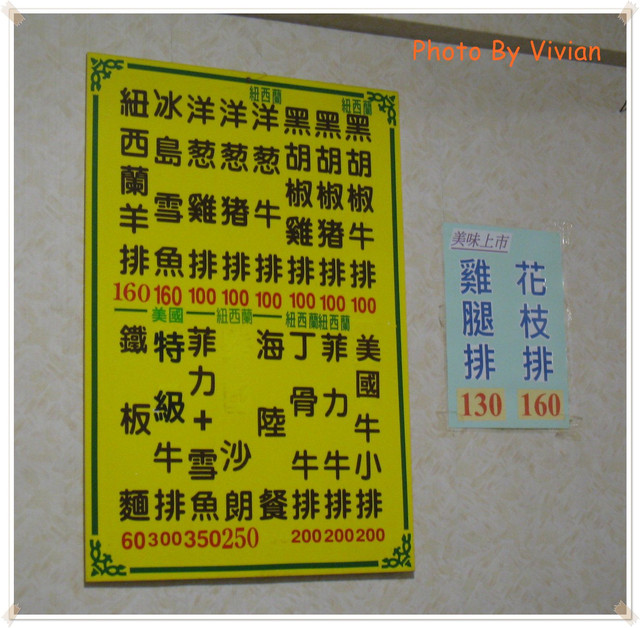 Photo By Vivian
紐西蘭
黑胡椒牛排
100
黑胡椒豬排
100
黑胡椒雞排
100
紐西蘭
洋葱牛排
100
洋葱豬排
100
洋葱雞排
100
冰島雪魚
160
紐西蘭羊排
160
美國牛小排
200
紐西蘭
菲力牛排
200
紐西蘭
丁骨牛排
200
海陸餐
紐西蘭
沙朗
250
菲力+雪魚
350
美國
特級牛排
300
鐵板麵
60
美味上市
花枝排
160
雞腿排
130